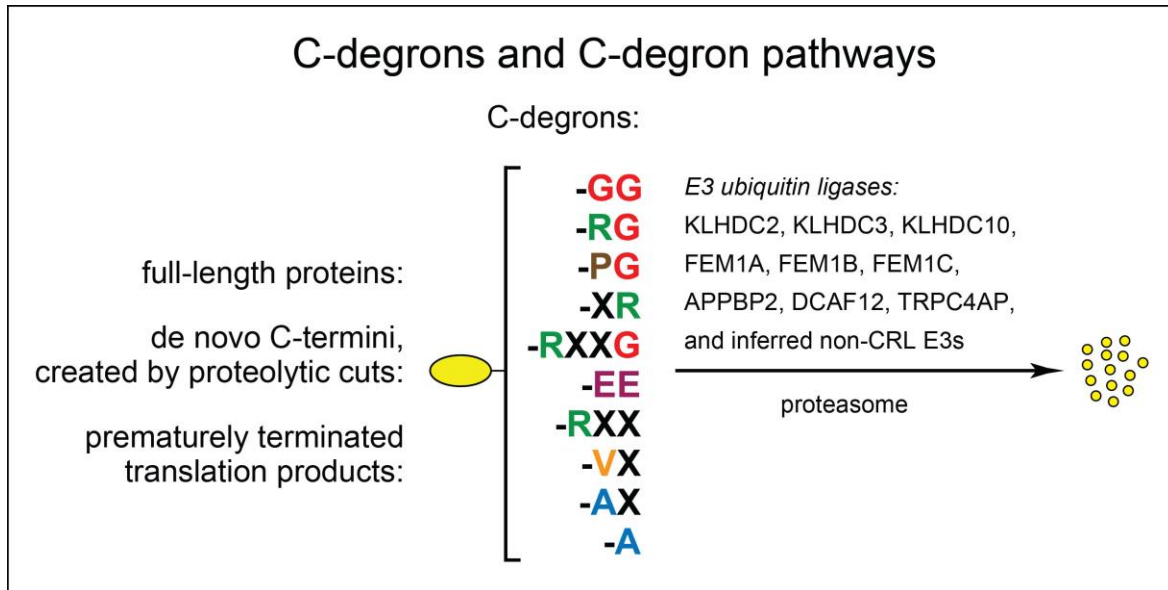 C-degrons and C-degron pathways
C-degrons:
full-length proteins:
de novo C-termini,
created by proteolytic cuts:
prematurely terminated
translation products:
-GG
-RG
-PG
-XR
-RXXG
-EE
-RXX
-VX
-AX
-A
E3 ubiquitin ligases:
KLHDC2, KLHDC3, KLHDC10,
FEM1A, FEM1B, FEM1C,
APPBP2, DCAF12, TRPC4AP,
and inferred non-CRL E3s
proteasome